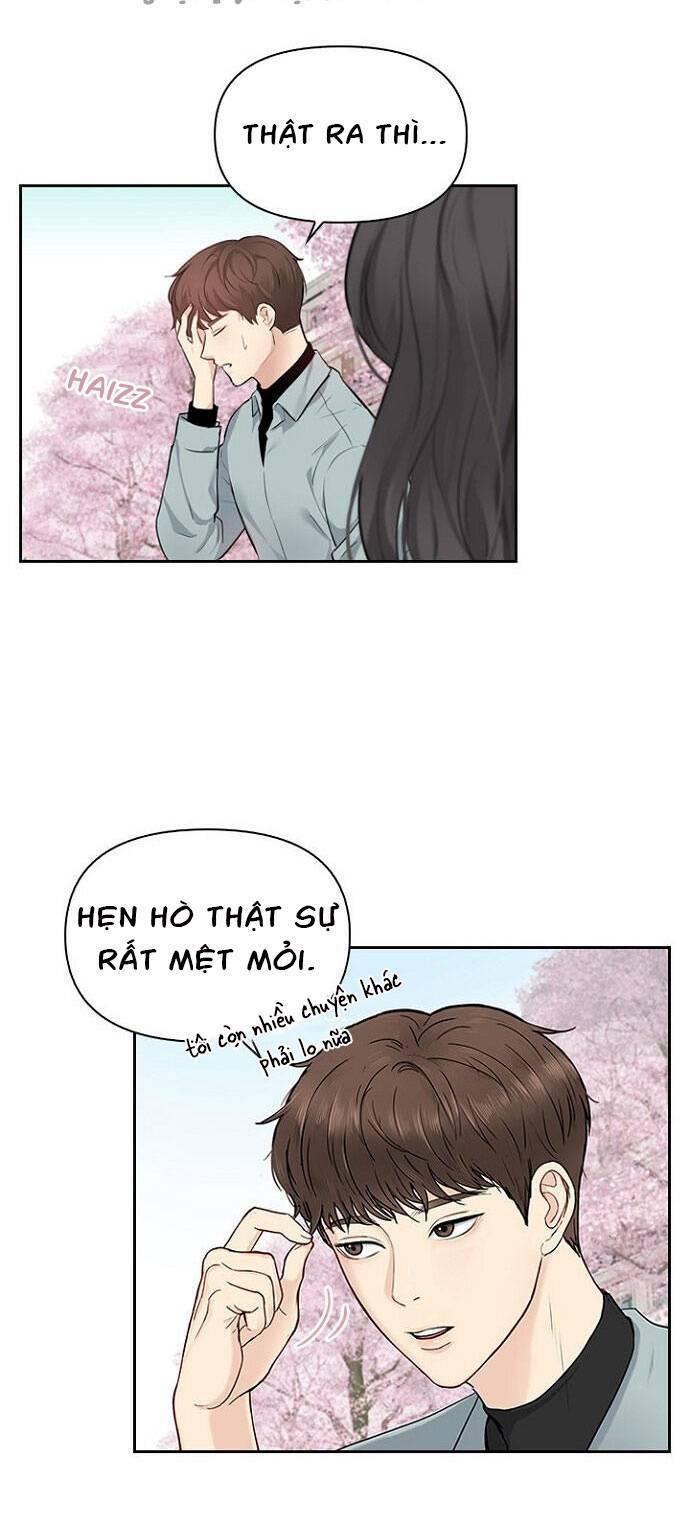 THẬT RA THÌ...
HAIZZ
HẸN HÒ THẬT SỰ
RẤT MỆT MỎI.
tôi còn nhiều chuyện khác
phải lo nữa